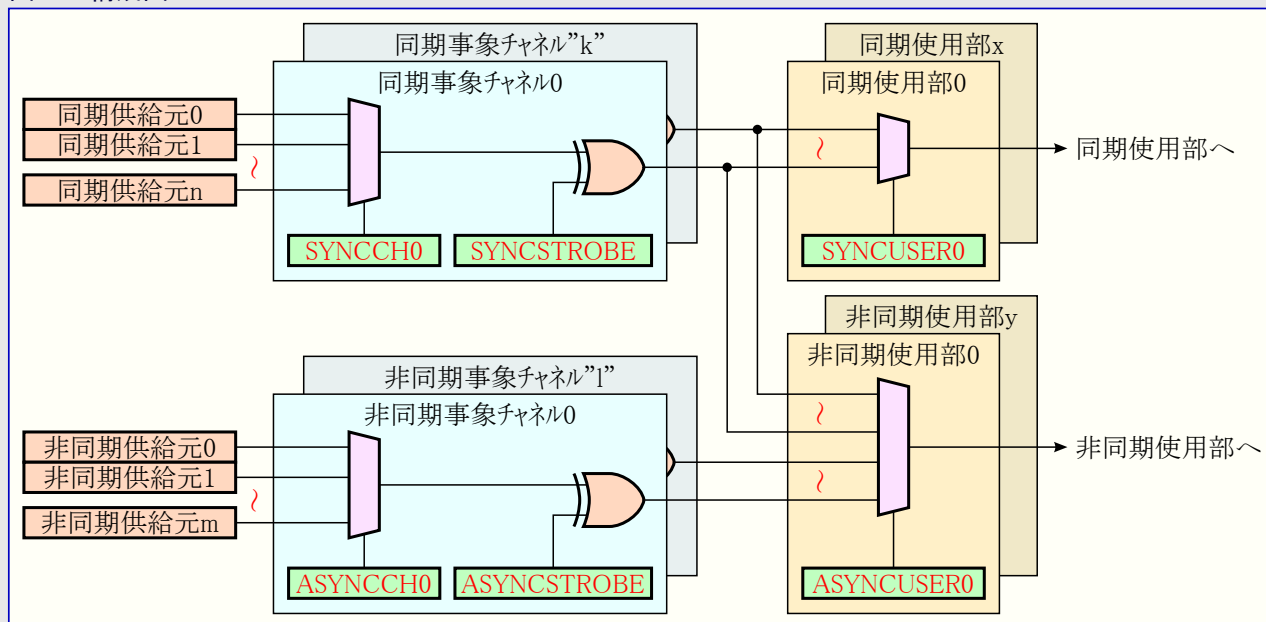 同期事象チャネル”k”
同期事象チャネル0
同期供給元0
同期供給元1
~
同期供給元n
SYNCCH0
SYNCSTROBE
同期使用部x
同期使用部0
~
SYNCUSER0
同期使用部へ
非同期事象チャネル”l”
非同期事象チャネル0
非同期供給元0
非同期供給元1
~
非同期供給元m
ASYNCCH0
ASYNCSTROBE
非同期使用部y
非同期使用部0
~
~
ASYNCUSER0
非同期使用部へ